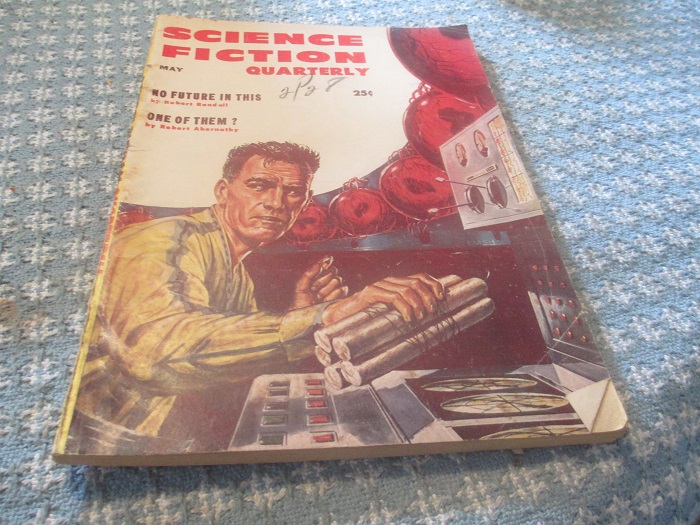 SCIENCE
FICTION
MAY
QUARTERLY
NO FUTURE IN THIS
25¢
by Robert Randall
ONE OF THEM?
by Robert Abernathy